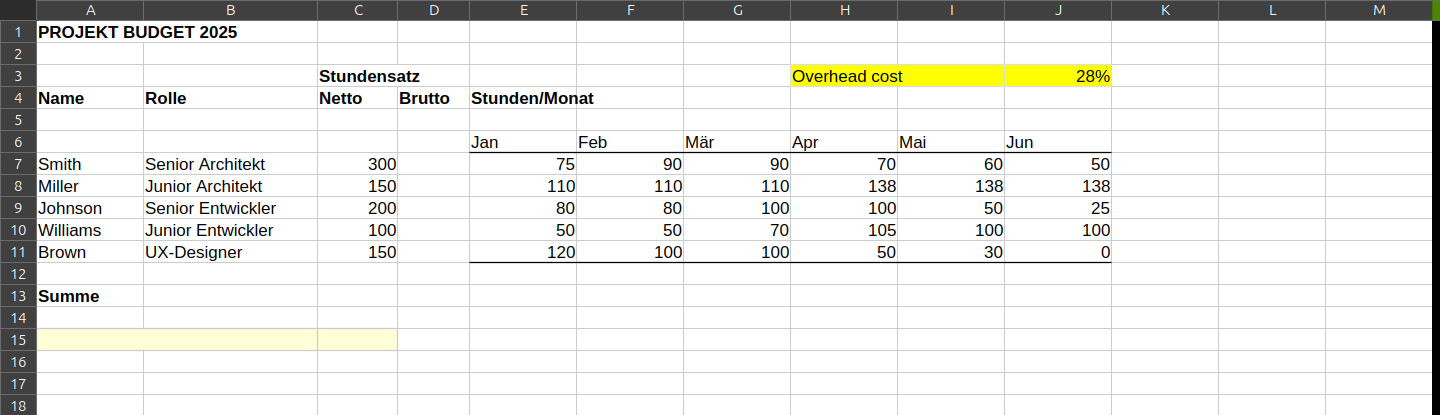 A B C D E F G H I J K L M
1 PROJEKT BUDGET 2025
2
3 Stundensatz Overhead cost 28%
4 Name Rolle Netto Brutto Stunden/Monat
5
6 Jan Feb Mär Apr Mai Jun
7 Smith Senior Architekt 300 75 90 90 70 60 50
8 Miller Junior Architekt 150 110 110 110 138 138 138
9 Johnson Senior Entwickler 200 80 80 100 100 50 25
10 Williams Junior Entwickler 100 50 50 70 105 100 100
11 Brown UX-Designer 150 120 100 100 50 30 0
12
13 Summe
14
15
16
17
18